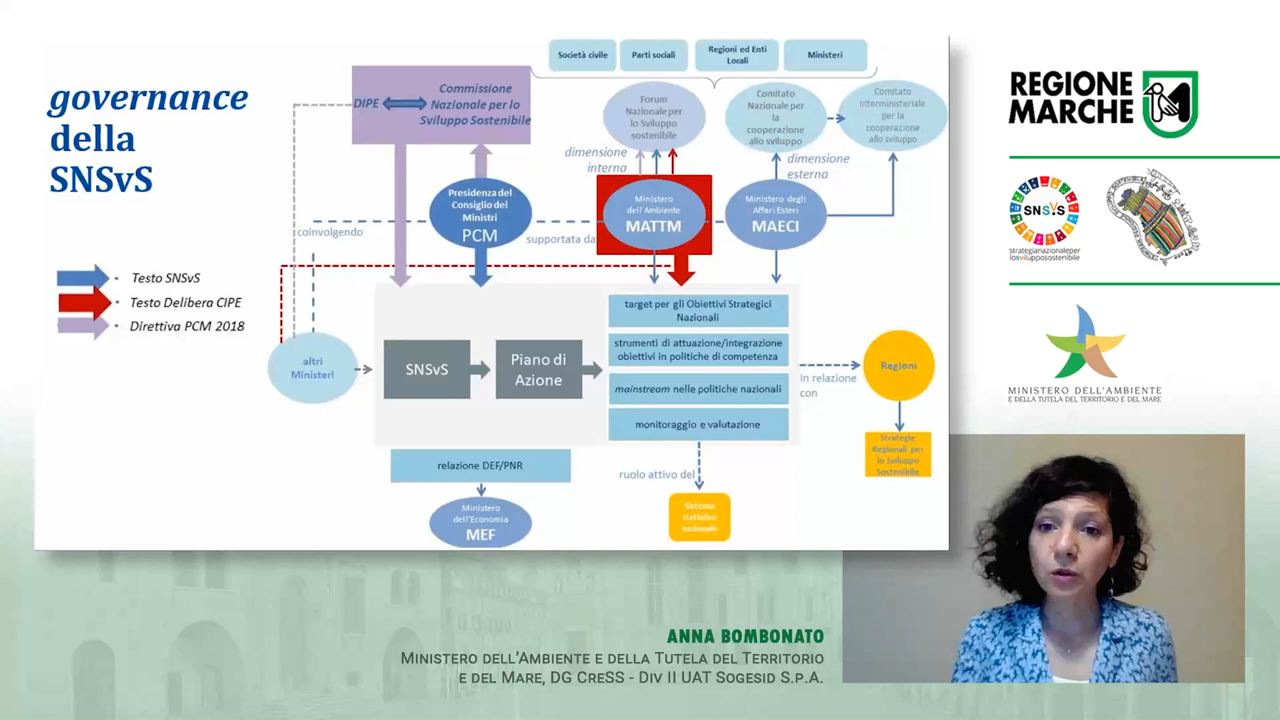 governance
della
SNSvS
Testo SNSvS
Testo Delibera CIPE
Direttiva PCM 2018
Società civile
Parti sociali
Regioni ed Enti
Locali
Ministeri
DIPE
Commissione
Nazionale per lo
Sviluppo Sostenibile
Forum
Nazionale per
lo Sviluppo
sostenibile
Comitato
Nazionale per
la
cooperazione
allo sviluppo
Comitato
interministeriale
per la
cooperazione
allo sviluppo
dimensione
interna
dimensione
esterna
Presidenza del
Consiglio dei
Ministri
PCM
Ministero
dell'Ambiente
MATTM
Ministero degli
Affari Esteri
MAECI
coinvolgendo
supportata da
altri
Ministeri
SNSvS
Piano di
Azione
target per gli Obiettivi Strategici
Nazionali
strumenti di attuazione/integrazione
obiettivi in politiche di competenza
mainstream nelle politiche nazionali
monitoraggio e valutazione
in relazione
con
Regioni
Strategie
Regionali per
lo Sviluppo
Sostenibile
relazione DEF/PNR
Ministero
dell'Economia
MEF
ruolo attivo del
Sistema
statistico
nazionale
REGIONE
MARCHE
SNSVS
strategianazionaleper
losvilupposostenibile
MINISTERO DELL'AMBIENTE
E DELLA TUTELA DEL TERRITORIO E DEL MARE
ANNA BOMBONATO
MINISTERO DELL'AMBIENTE E DELLA TUTELA DEL TERRITORIO
E DEL MARE, DG CRESS - DIV II UAT SOGESID S.P.A.